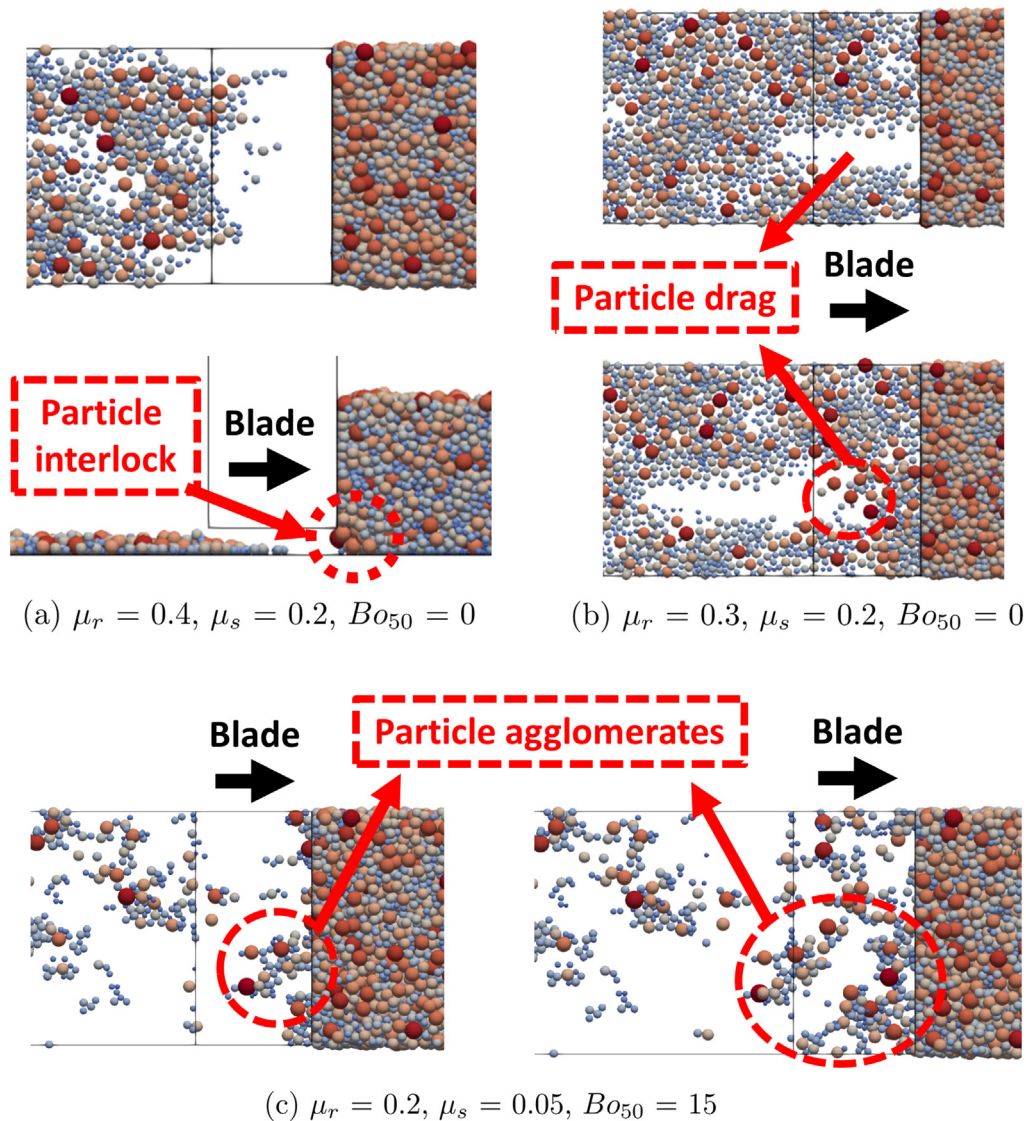 Particle drag
Blade
Particle
interlock
Blade
(a) μr = 0.4, μs = 0.2, Bo50 = 0
(b) μr = 0.3, μs = 0.2, Bo50 = 0
Blade
Particle agglomerates
Blade
(c) μr = 0.2, μs = 0.05, Bo50 = 15